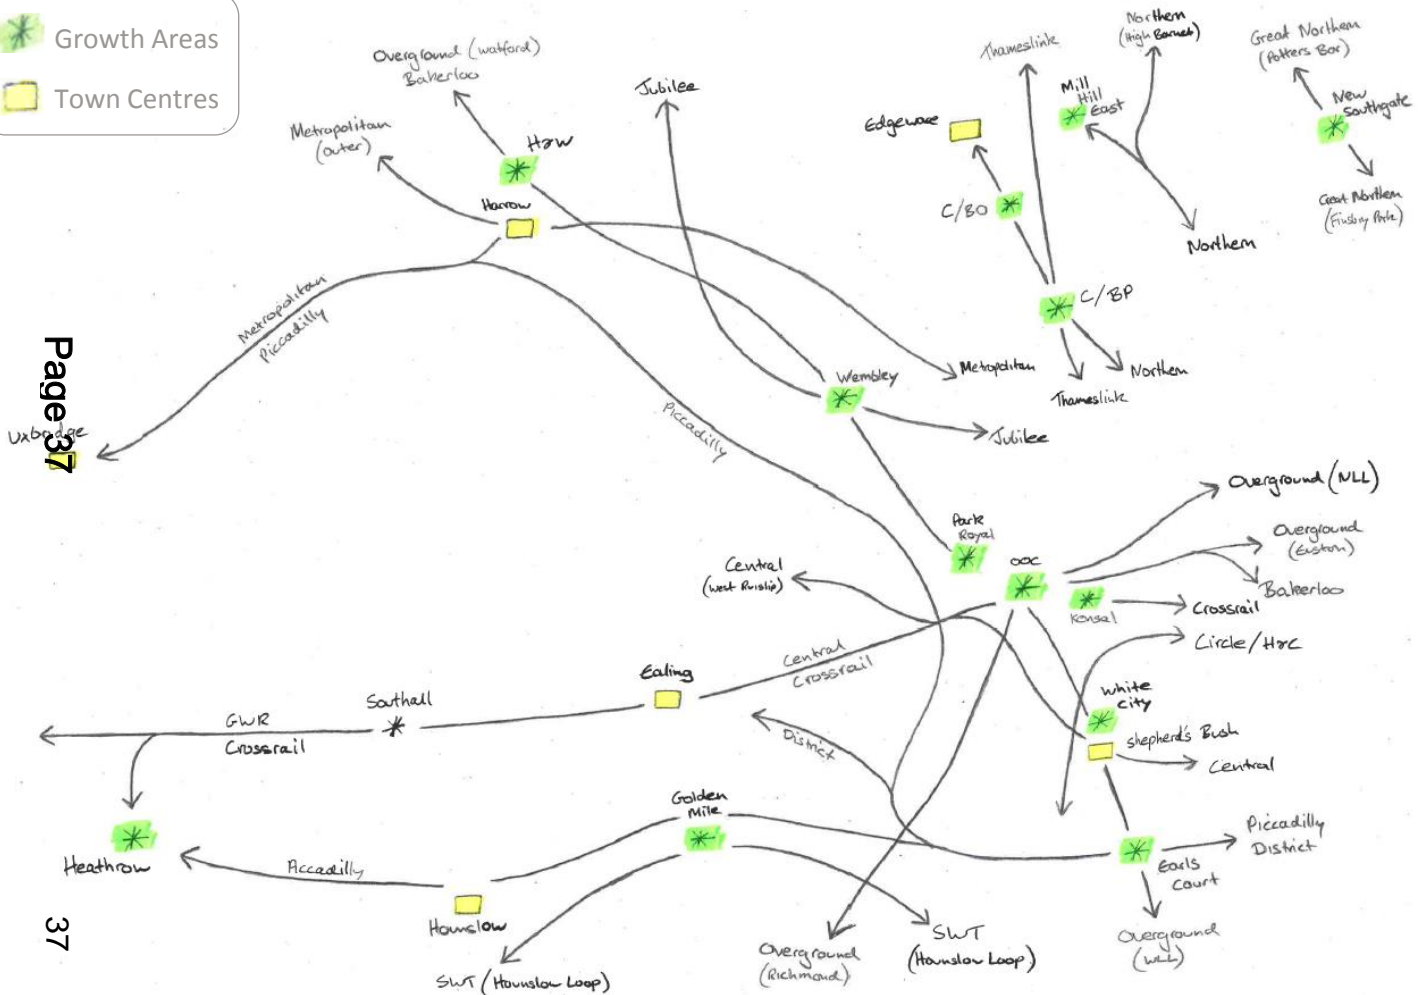 Growth Areas
Town Centres
Overground (Watford)
Bakerloo
Metropolitan
(outer)
H&W
Harrow
Jubilee
Thameslink
Northern
(High Barnet)
Great Northern
(Potters Bar)
Mill
Hill
East
New
Southgate
Edgeware
C/BO
Great Northern
(Finsbury Park)
Northern
C/BP
Metropolitan
Piccadilly
Page 37
Uxbridge
Piccadilly
Wembley
Metropolitan
Northern
Thameslink
Jubilee
Overground (NLL)
Park
Royal
OOC
Overground
(Euston)
Central
(West Ruislip)
Bakerloo
Kensal
Crossrail
Circle/H&C
Central
Crossrail
Ealing
Southall
White
City
GWR
Crossrail
District
Shepherd's Bush
Central
Golden
Mile
Heathrow
Piccadilly
Piccadilly
District
Earls
Court
Hounslow
37
SWT (Hounslow Loop)
Overground
(Richmond)
SWT
(Hounslow Loop)
Overground
(WLL)